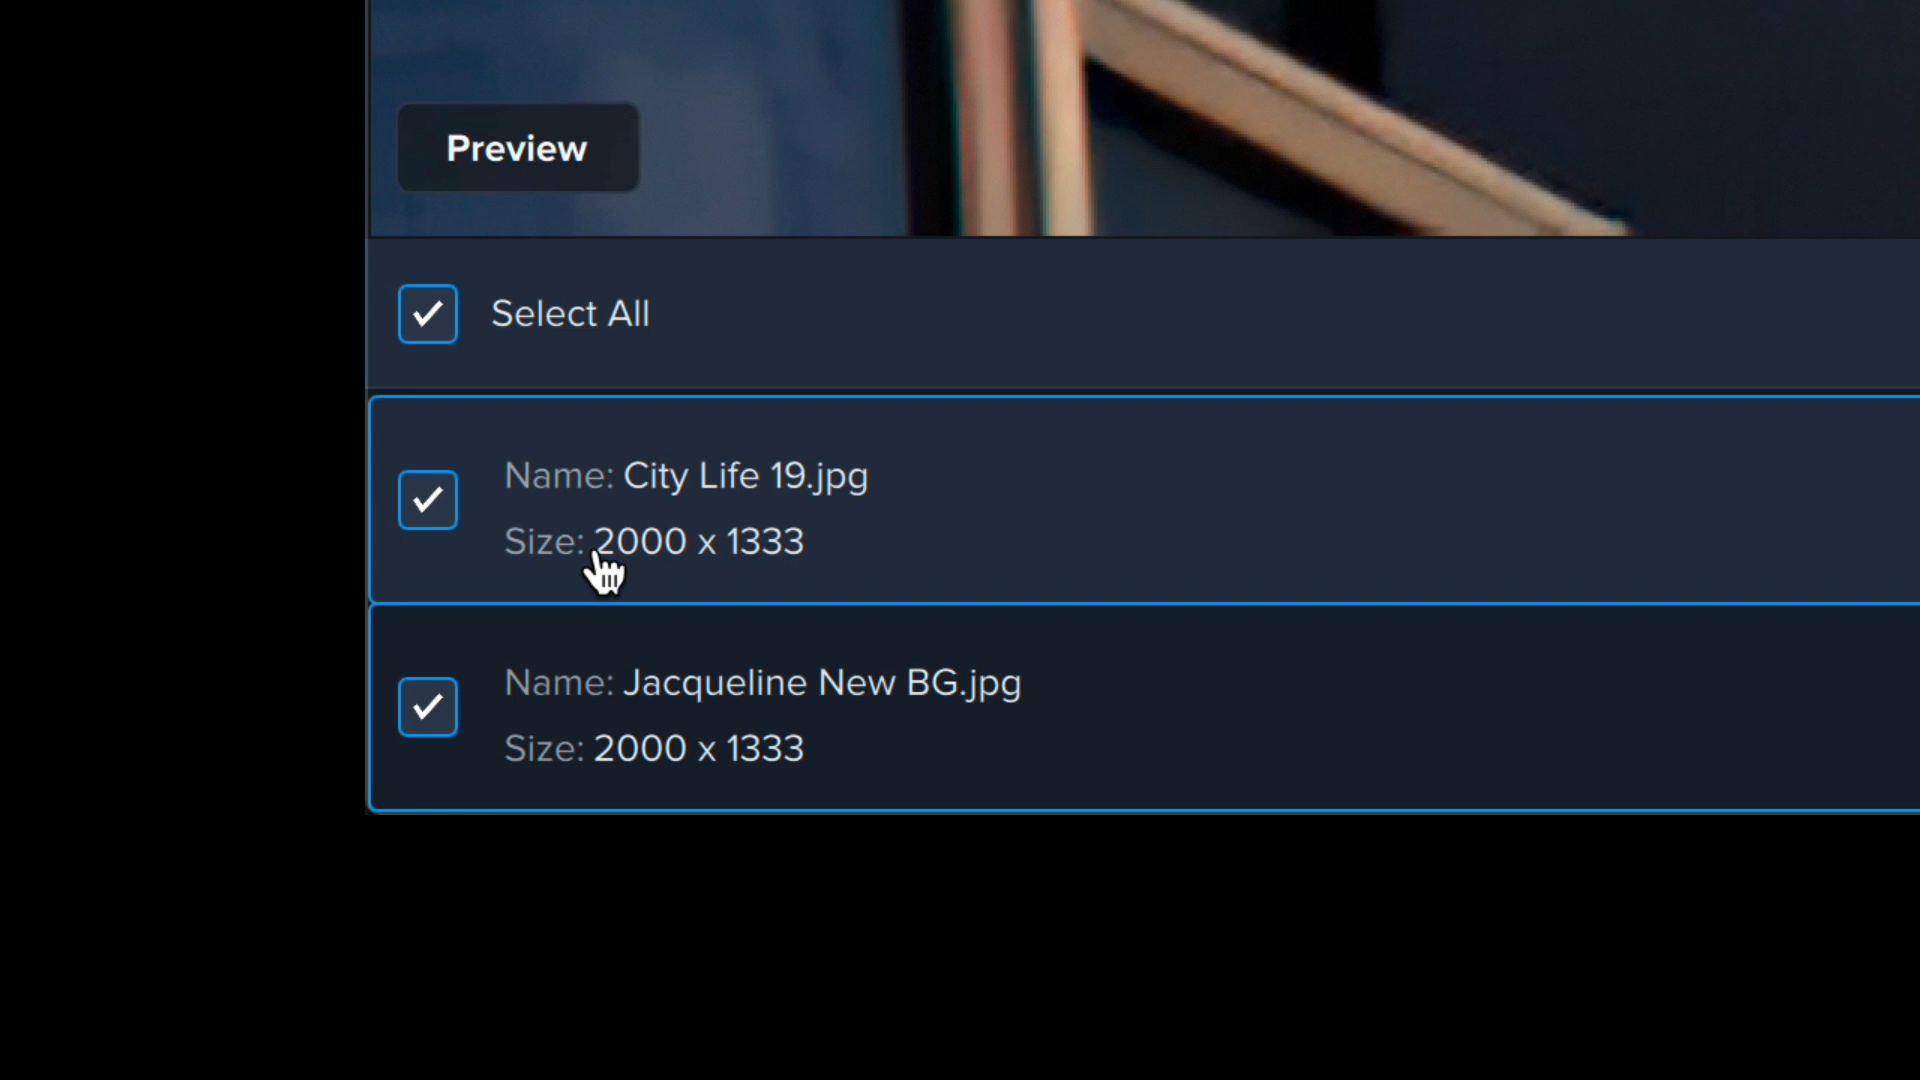 Preview
Select All
Name: City Life 19.jpg
Size: 2000 x 1333
Name: Jacqueline New BG.jpg
Size: 2000 x 1333